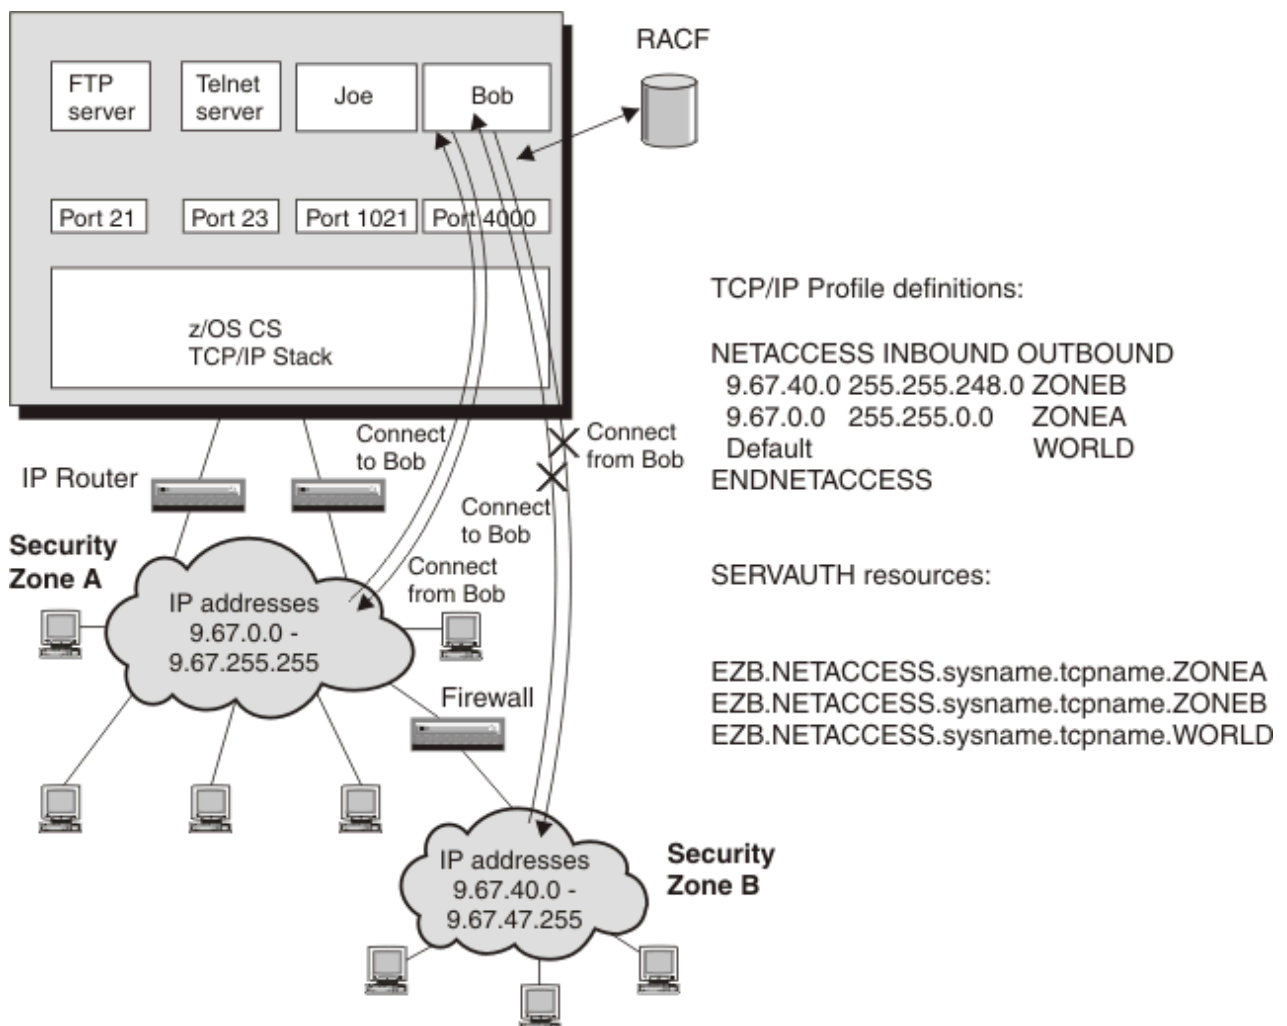 RACF
FTP
server
Telnet
server
Joe
Bob
Port 21
Port 23
Port 1021
Port 4000
z/OS CS
TCP/IP Stack
TCP/IP Profile definitions:
NETACCESS INBOUND OUTBOUND
9.67.40.0 255.255.248.0 ZONEB
9.67.0.0 255.255.0.0 ZONEA
Default WORLD
ENDNETACCESS
SERVAUTH resources:
EZB.NETACCESS.sysname.tcpname.ZONEA
EZB.NETACCESS.sysname.tcpname.ZONEB
EZB.NETACCESS.sysname.tcpname.WORLD
Connect
to Bob
Connect
from Bob
IP Router
Connect
to Bob
Security
Zone A
Connect
from Bob
IP addresses
9.67.0.0 -
9.67.255.255
Firewall
IP addresses
9.67.40.0 -
9.67.47.255
Security
Zone B